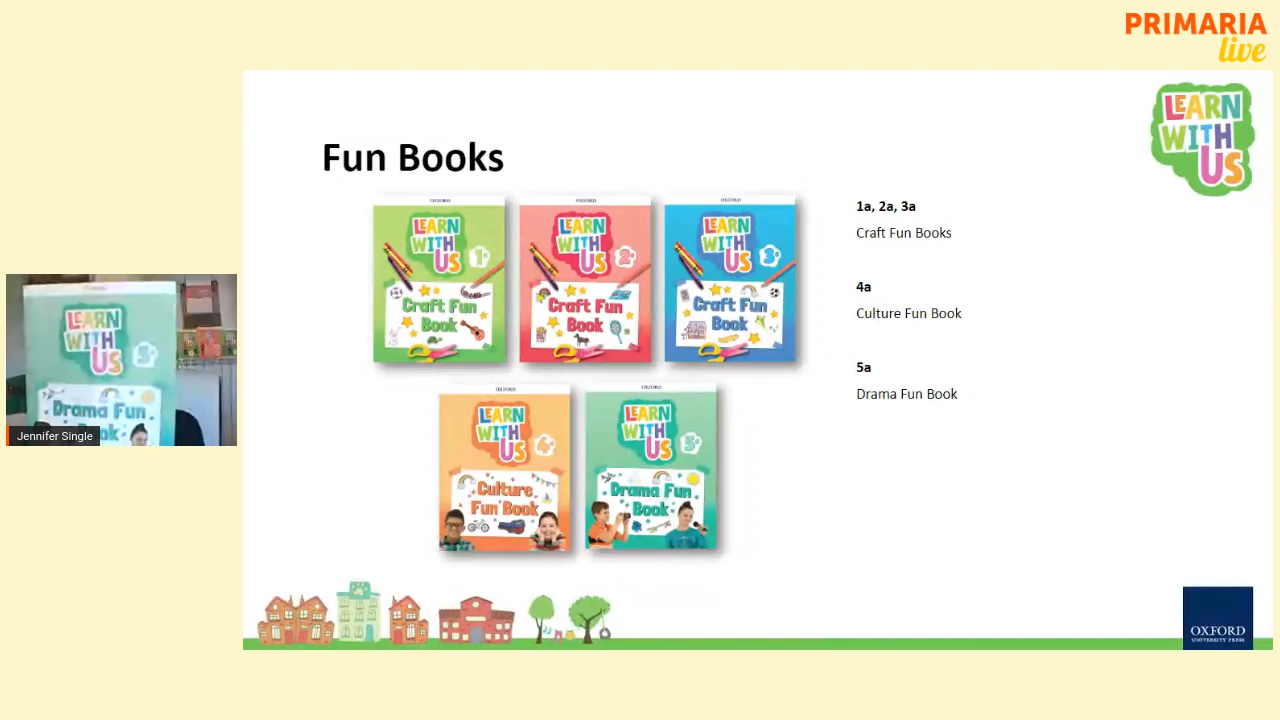 PRIMARIA
live
LEARN
WITH
US
Fun Books
OXFORD
LEARN
WITH
US
1
Craft Fun
Book
OXFORD
LEARN
WITH
US
2
Craft Fun
Book
OXFORD
LEARN
WITH
US
3
Craft Fun
Book
1a, 2a, 3a
Craft Fun Books
4a
Culture Fun Book
5a
Drama Fun Book
LEARN
WITH
US
5
Drama Fun
Book
Jennifer Single
OXFORD
LEARN
WITH
US
4
Culture
Fun Book
OXFORD
LEARN
WITH
US
5
Drama Fun
Book
OXFORD
UNIVERSITY PRESS